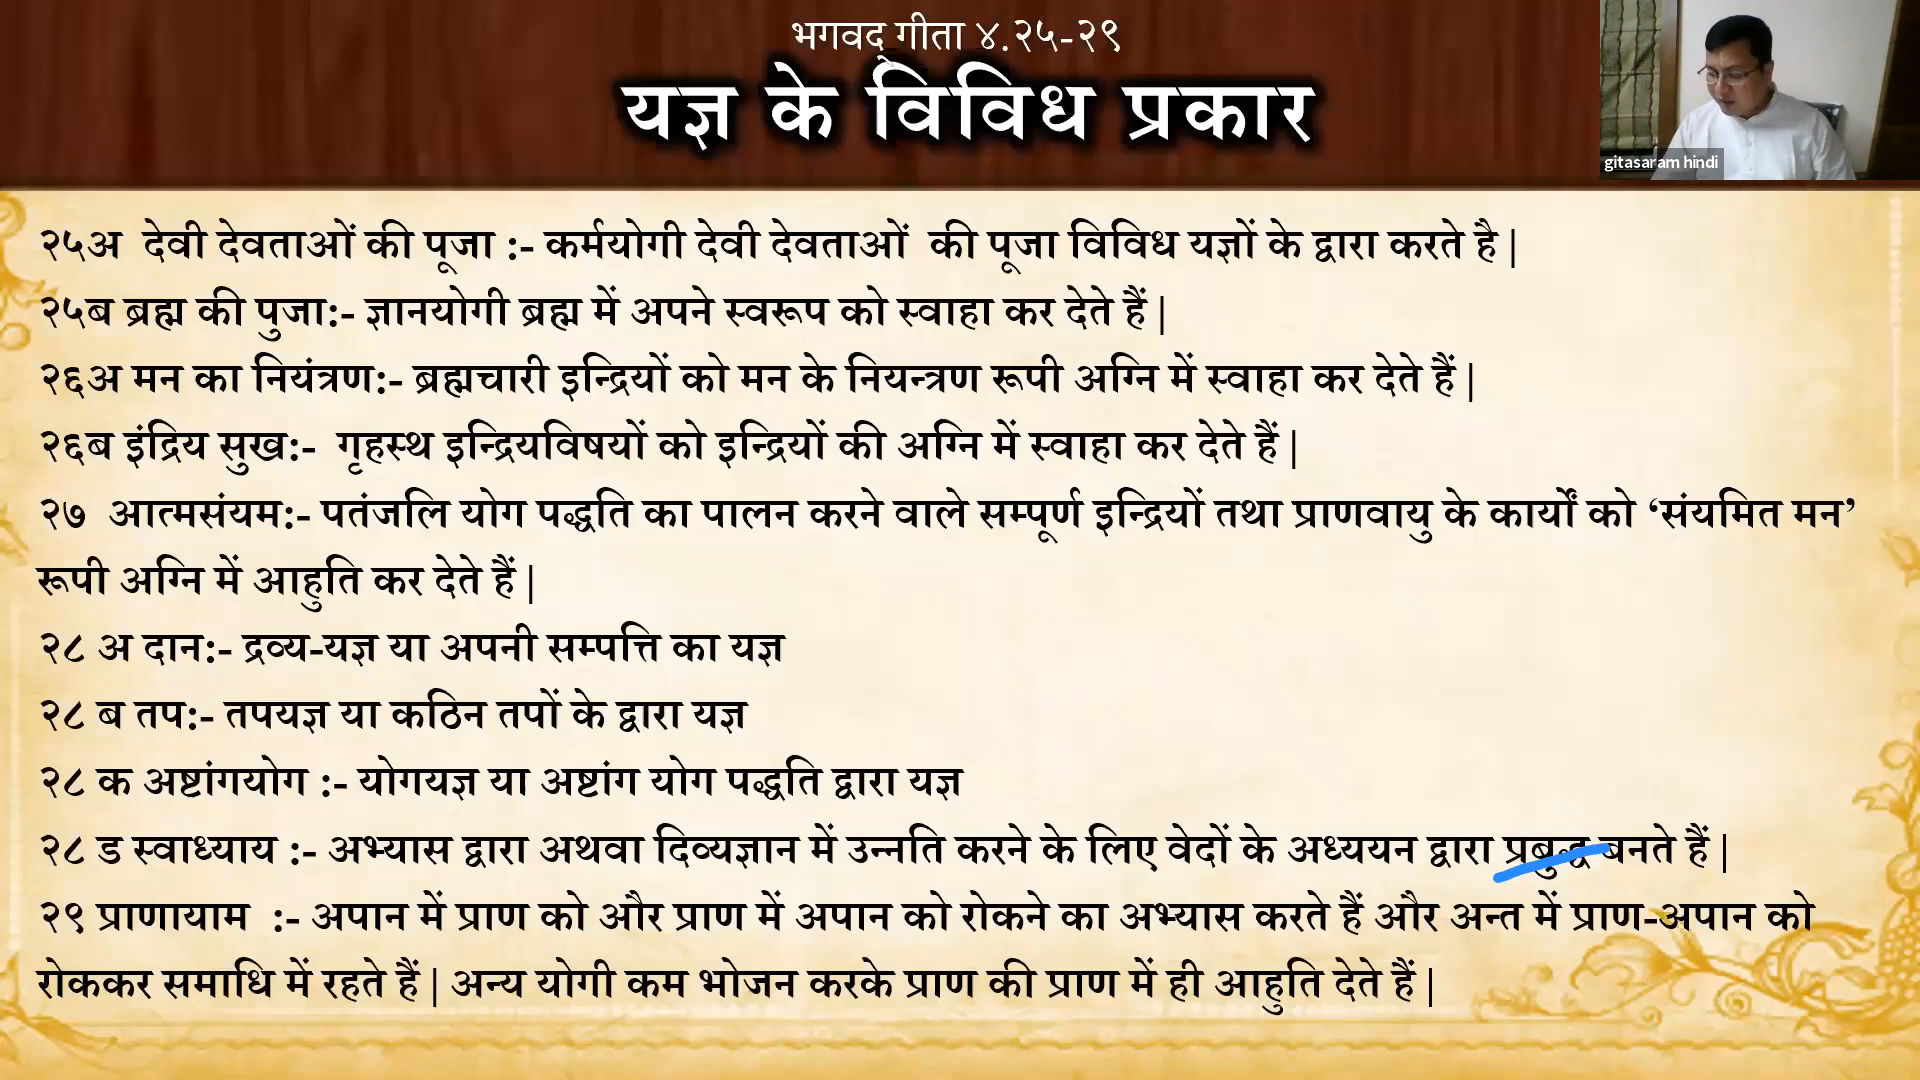 भगवद् गीता ४.२५-२९
यज्ञ के विविध प्रकार
gitasaram hindi
२५अ देवी देवताओं की पूजा :- कर्मयोगी देवी देवताओं की पूजा विविध यज्ञों के द्वारा करते है |
२५ब ब्रह्म की पुजा:- ज्ञानयोगी ब्रह्म में अपने स्वरूप को स्वाहा कर देते हैं |
२६अ मन का नियंत्रण:- ब्रह्मचारी इन्द्रियों को मन के नियन्त्रण रूपी अग्नि में स्वाहा कर देते हैं |
२६ब इंद्रिय सुख:- गृहस्थ इन्द्रियविषयों को इन्द्रियों की अग्नि में स्वाहा कर देते हैं |
२७ आत्मसंयम:- पतंजलि योग पद्धति का पालन करने वाले सम्पूर्ण इन्द्रियों तथा प्राणवायु के कार्यों को ‘संयमित मन’
रूपी अग्नि में आहुति कर देते हैं |
२८ अ दान:- द्रव्य-यज्ञ या अपनी सम्पत्ति का यज्ञ
२८ ब तप:- तपयज्ञ या कठिन तपों के द्वारा यज्ञ
२८ क अष्टांगयोग :- योगयज्ञ या अष्टांग योग पद्धति द्वारा यज्ञ
२८ ड स्वाध्याय :- अभ्यास द्वारा अथवा दिव्यज्ञान में उन्नति करने के लिए वेदों के अध्ययन द्वारा प्रबुद्ध बनते हैं |
२९ प्राणायाम :- अपान में प्राण को और प्राण में अपान को रोकने का अभ्यास करते हैं और अन्त में प्राण-अपान को
रोककर समाधि में रहते हैं | अन्य योगी कम भोजन करके प्राण की प्राण में ही आहुति देते हैं |